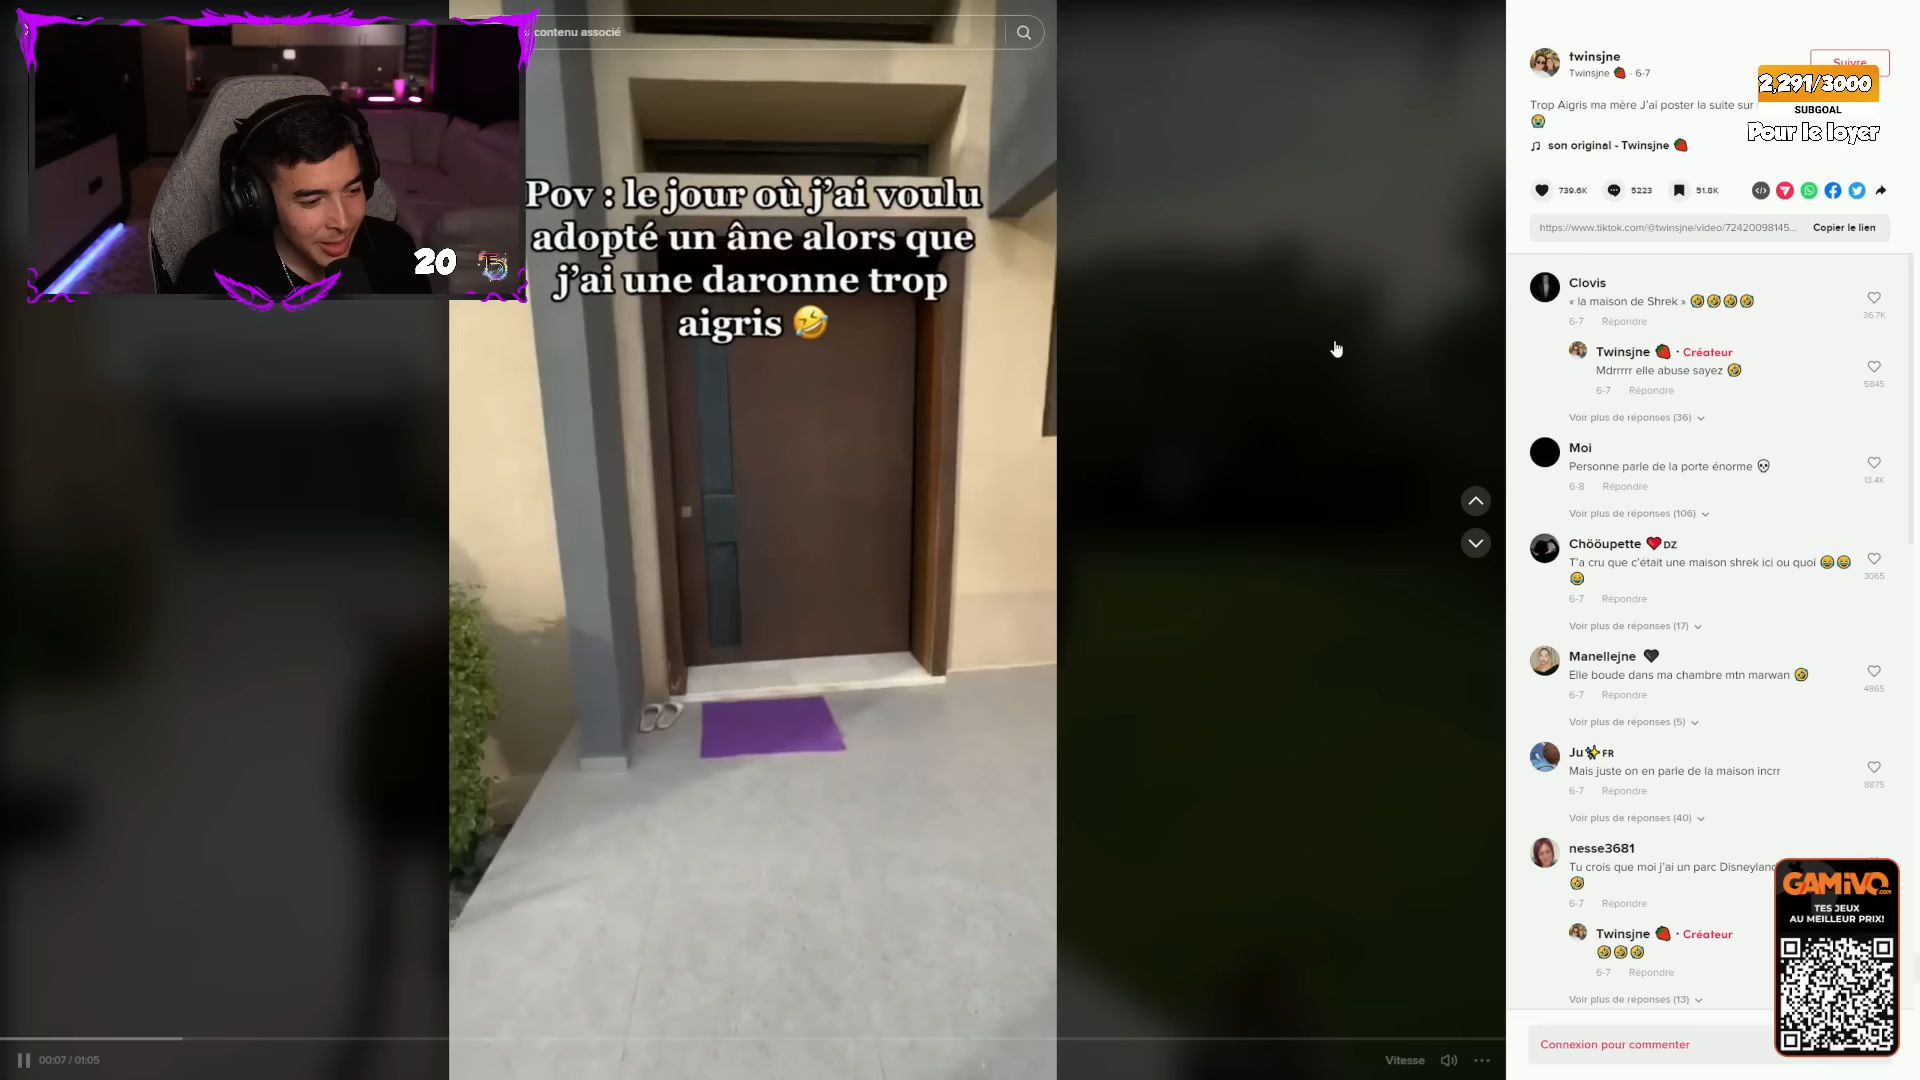 contenu associé
20
Pov : le jour où j'ai voulu
adopté un âne alors que
j'ai une daronne trop
aigris 🤣
00:07 / 01:05
Vitesse
twinsjne
Twinsjne 🍓 · 6-7
Suivre
2,291/3000
SUBGOAL
Pour le loyer
Trop Aigris ma mère J'ai poster la suite sur
😭
son original - Twinsjne 🍓
739.6K
5223
51.8K
https://www.tiktok.com/@twinsjne/video/72420098145...
Copier le lien
Clovis
« la maison de Shrek » 🤣🤣🤣🤣
6-7 Répondre
36.7K
Twinsjne 🍓 · Créateur
Mdrrrrr elle abuse sayez 🤣
6-7 Répondre
5845
Voir plus de réponses (36)
Moi
Personne parle de la porte énorme 💀
6-8 Répondre
13.4K
Voir plus de réponses (106)
Chööupette ❤️ DZ
T'a cru que c'était une maison shrek ici ou quoi 😂😂
😂
6-7 Répondre
3065
Voir plus de réponses (17)
Manellejne 🖤
Elle boude dans ma chambre mtn marwan 🤣
6-7 Répondre
4865
Voir plus de réponses (5)
Ju✨ FR
Mais juste on en parle de la maison incrr
6-7 Répondre
8875
Voir plus de réponses (40)
nesse3681
Tu crois que moi j'ai un parc Disneyland
🤣
6-7 Répondre
Twinsjne 🍓 · Créateur
🤣🤣🤣
6-7 Répondre
Voir plus de réponses (13)
Connexion pour commenter
GAMIVO.COM
TES JEUX
AU MEILLEUR PRIX!